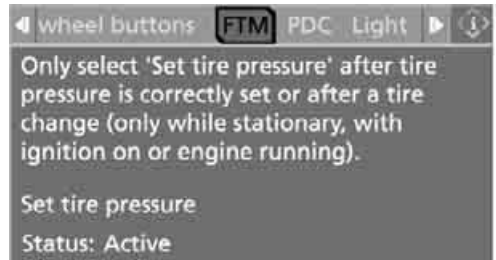 wheel buttons FTM PDC Light
Only select 'Set tire pressure' after tire
pressure is correctly set or after a tire
change (only while stationary, with
ignition on or engine running).
Set tire pressure
Status: Active